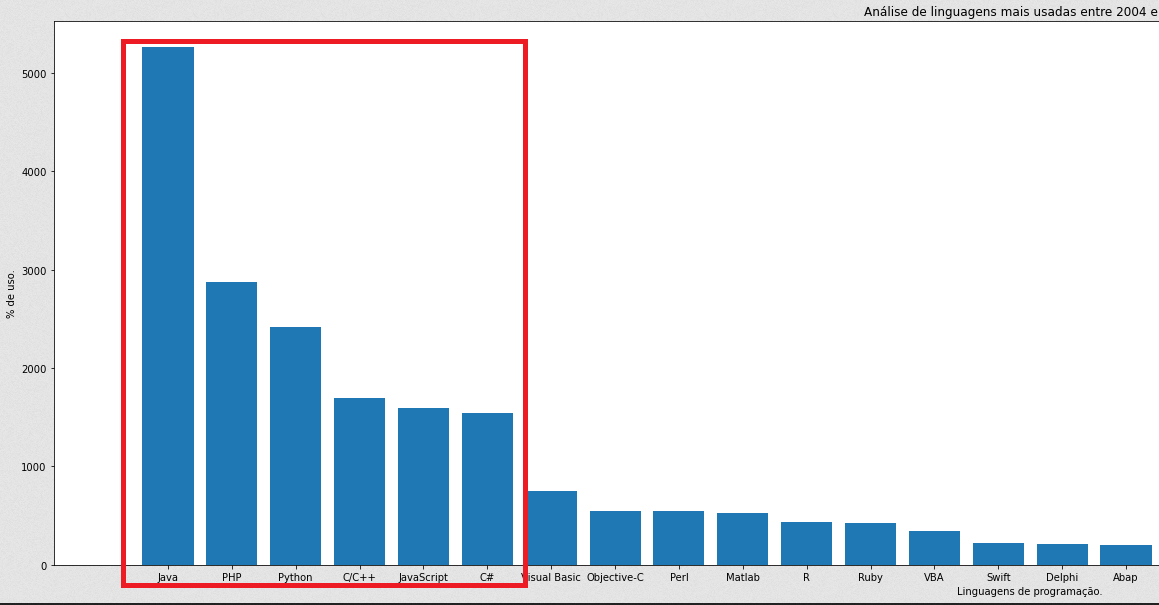 Análise de linguagens mais usadas entre 2004 e
5000
4000
3000
2000
1000
0
% de uso.
Java PHP Python C/C++ JavaScript C# Visual Basic Objective-C Perl Matlab R Ruby VBA Swift Delphi Abap
Linguagens de programação.